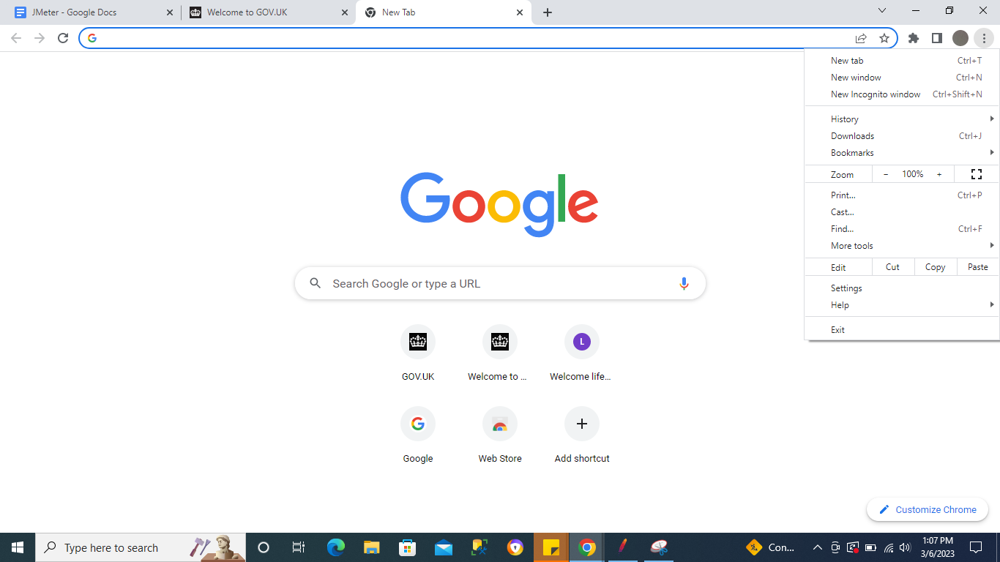 JMeter - Google Docs
Welcome to GOV.UK
New Tab
New tab Ctrl+T
New window Ctrl+N
New Incognito window Ctrl+Shift+N
History
Downloads Ctrl+J
Bookmarks
Zoom − 100% +
Print... Ctrl+P
Cast...
Find... Ctrl+F
More tools
Edit Cut Copy Paste
Settings
Help
Exit
Google
Search Google or type a URL
L
GOV.UK Welcome to ... Welcome life...
Google Web Store Add shortcut
Customize Chrome
Type here to search
Con...
1:07 PM
3/6/2023